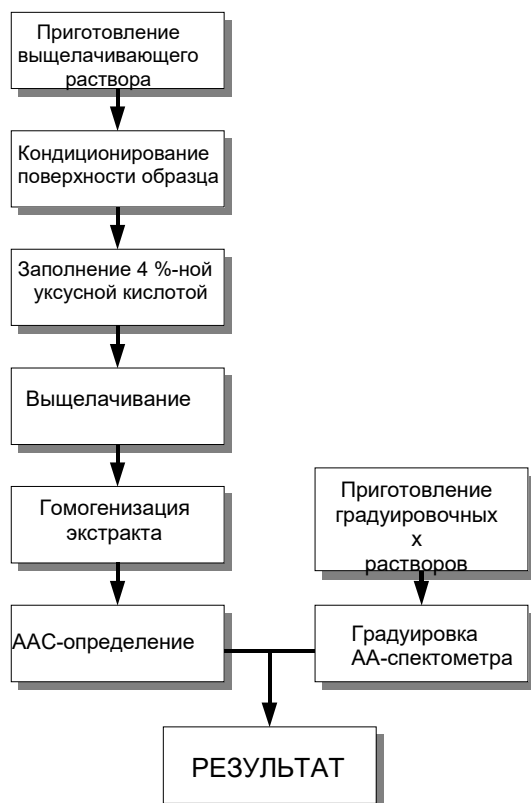 Приготовление
выщелачивающего
раствора
Кондиционирование
поверхности образца
Заполнение 4 %-ной
уксусной кислотой
Выщелачивание
Гомогенизация
экстракта
ААС-определение
Приготовление
градуировочных
х
растворов
Градуировка
АА-спектометра
РЕЗУЛЬТАТ